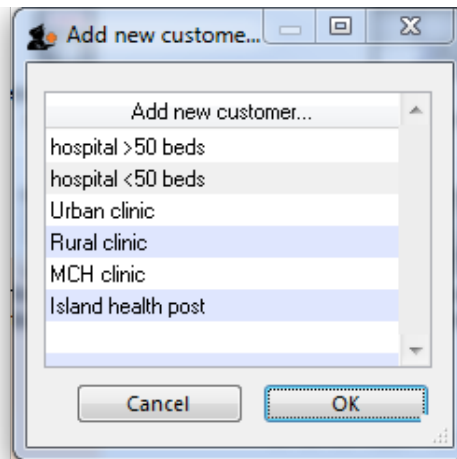 Add new custome...
Add new customer...
hospital >50 beds
hospital <50 beds
Urban clinic
Rural clinic
MCH clinic
Island health post
Cancel
OK